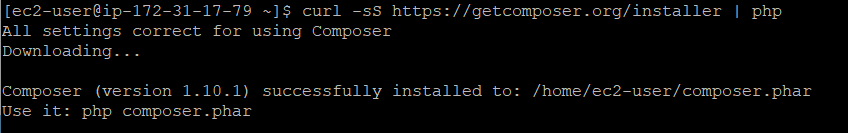 [ec2-user@ip-172-31-17-79 ~]$ curl -sS https://getcomposer.org/installer | php
All settings correct for using Composer
Downloading...
Composer (version 1.10.1) successfully installed to: /home/ec2-user/composer.phar
Use it: php composer.phar